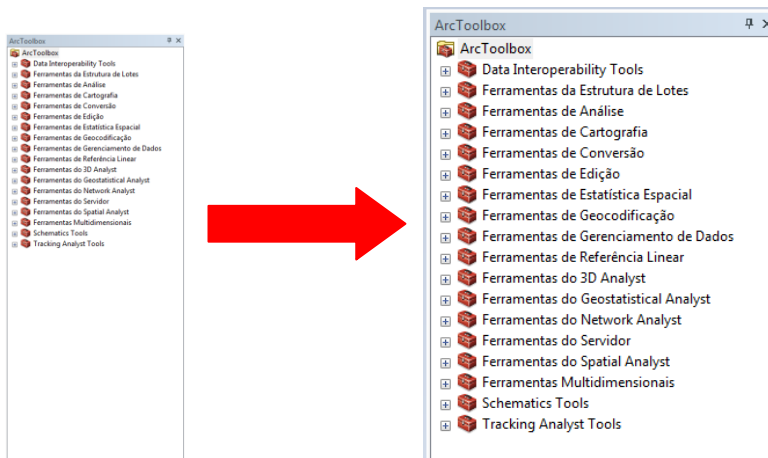 ArcToolbox
ArcToolbox
Data Interoperability Tools
Ferramentas da Estrutura de Lotes
Ferramentas de Análise
Ferramentas de Cartografia
Ferramentas de Conversão
Ferramentas de Edição
Ferramentas de Estatística Espacial
Ferramentas de Geocodificação
Ferramentas de Gerenciamento de Dados
Ferramentas de Referência Linear
Ferramentas do 3D Analyst
Ferramentas do Geostatistical Analyst
Ferramentas do Network Analyst
Ferramentas do Servidor
Ferramentas do Spatial Analyst
Ferramentas Multidimensionais
Schematics Tools
Tracking Analyst Tools
ArcToolbox
ArcToolbox
Data Interoperability Tools
Ferramentas da Estrutura de Lotes
Ferramentas de Análise
Ferramentas de Cartografia
Ferramentas de Conversão
Ferramentas de Edição
Ferramentas de Estatística Espacial
Ferramentas de Geocodificação
Ferramentas de Gerenciamento de Dados
Ferramentas de Referência Linear
Ferramentas do 3D Analyst
Ferramentas do Geostatistical Analyst
Ferramentas do Network Analyst
Ferramentas do Servidor
Ferramentas do Spatial Analyst
Ferramentas Multidimensionais
Schematics Tools
Tracking Analyst Tools